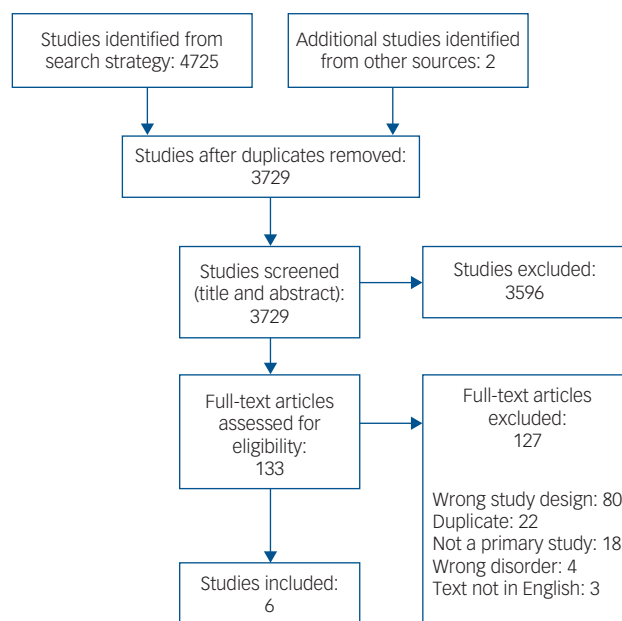 Studies identified from
search strategy: 4725
Additional studies identified
from other sources: 2
Studies after duplicates removed:
3729
Studies screened
(title and abstract):
3729
Studies excluded:
3596
Full-text articles
assessed for
eligibility:
133
Full-text articles
excluded:
127
Wrong study design: 80
Duplicate: 22
Not a primary study: 18
Wrong disorder: 4
Text not in English: 3
Studies included:
6